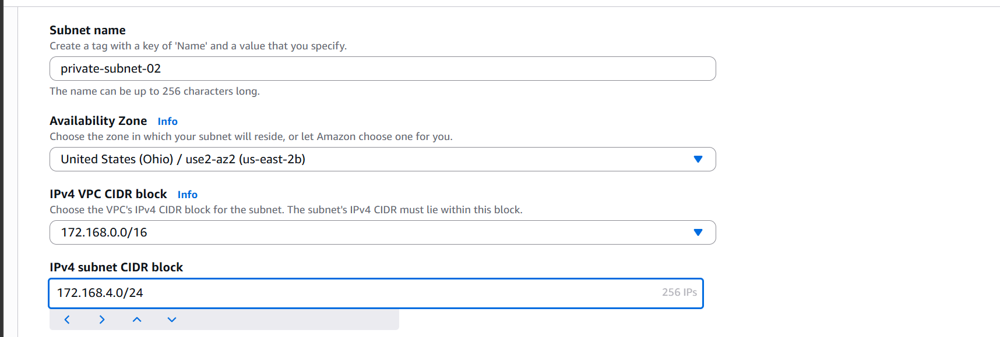 Subnet name
Create a tag with a key of 'Name' and a value that you specify.
private-subnet-02
The name can be up to 256 characters long.
Availability Zone Info
Choose the zone in which your subnet will reside, or let Amazon choose one for you.
United States (Ohio) / use2-az2 (us-east-2b)
IPv4 VPC CIDR block Info
Choose the VPC's IPv4 CIDR block for the subnet. The subnet's IPv4 CIDR must lie within this block.
172.168.0.0/16
IPv4 subnet CIDR block
172.168.4.0/24 256 IPs